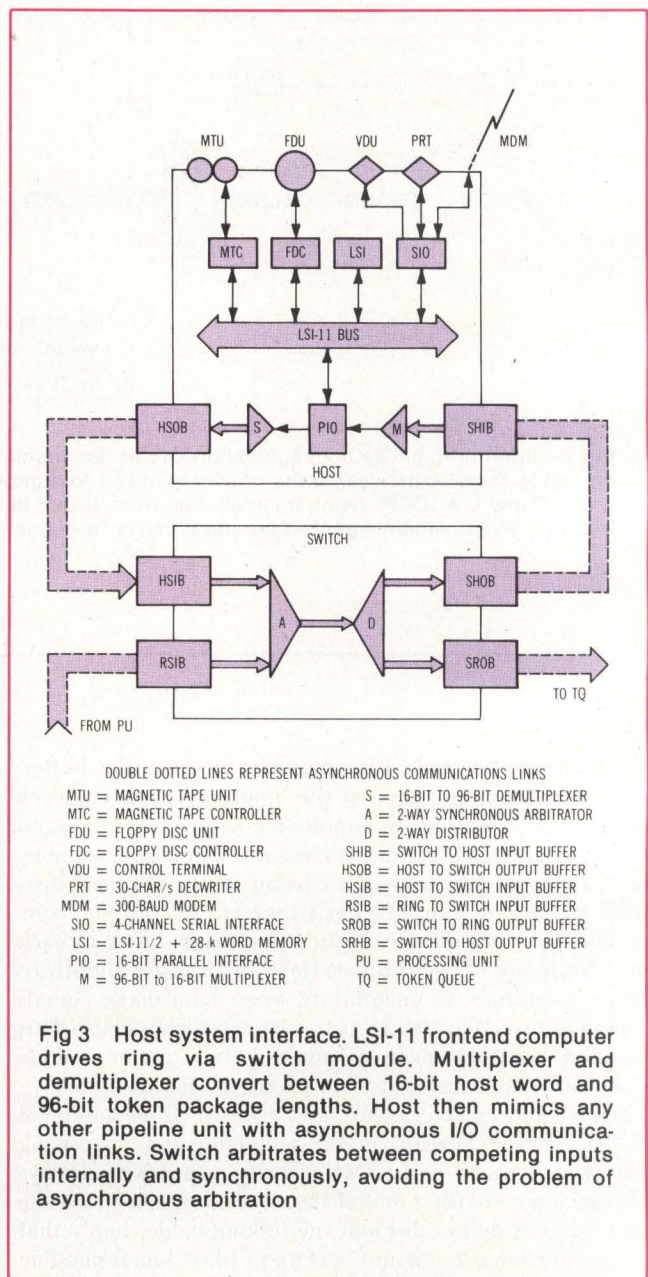 MTU FDU VDU PRT MDM
MTC FDC LSI SIO
LSI-11 BUS
HSOB S PIO M SHIB
HOST
SWITCH
HSIB SHOB
A D
RSIB SROB
TO TQ
FROM PU
DOUBLE DOTTED LINES REPRESENT ASYNCHRONOUS COMMUNICATIONS LINKS
MTU = MAGNETIC TAPE UNIT
MTC = MAGNETIC TAPE CONTROLLER
FDU = FLOPPY DISC UNIT
FDC = FLOPPY DISC CONTROLLER
VDU = CONTROL TERMINAL
PRT = 30-CHAR/s DECWRITER
MDM = 300-BAUD MODEM
SIO = 4-CHANNEL SERIAL INTERFACE
LSI = LSI-11/2 + 28-k WORD MEMORY
PIO = 16-BIT PARALLEL INTERFACE
M = 96-BIT to 16-BIT MULTIPLEXER
S = 16-BIT TO 96-BIT DEMULTIPLEXER
A = 2-WAY SYNCHRONOUS ARBITRATOR
D = 2-WAY DISTRIBUTOR
SHIB = SWITCH TO HOST INPUT BUFFER
HSOB = HOST TO SWITCH OUTPUT BUFFER
HSIB = HOST TO SWITCH INPUT BUFFER
RSIB = RING TO SWITCH INPUT BUFFER
SROB = SWITCH TO RING OUTPUT BUFFER
SRHB = SWITCH TO HOST OUTPUT BUFFER
PU = PROCESSING UNIT
TQ = TOKEN QUEUE
Fig 3 Host system interface. LSI-11 frontend computer
drives ring via switch module. Multiplexer and
demultiplexer convert between 16-bit host word and
96-bit token package lengths. Host then mimics any
other pipeline unit with asynchronous I/O communica-
tion links. Switch arbitrates between competing inputs
internally and synchronously, avoiding the problem of
asynchronous arbitration